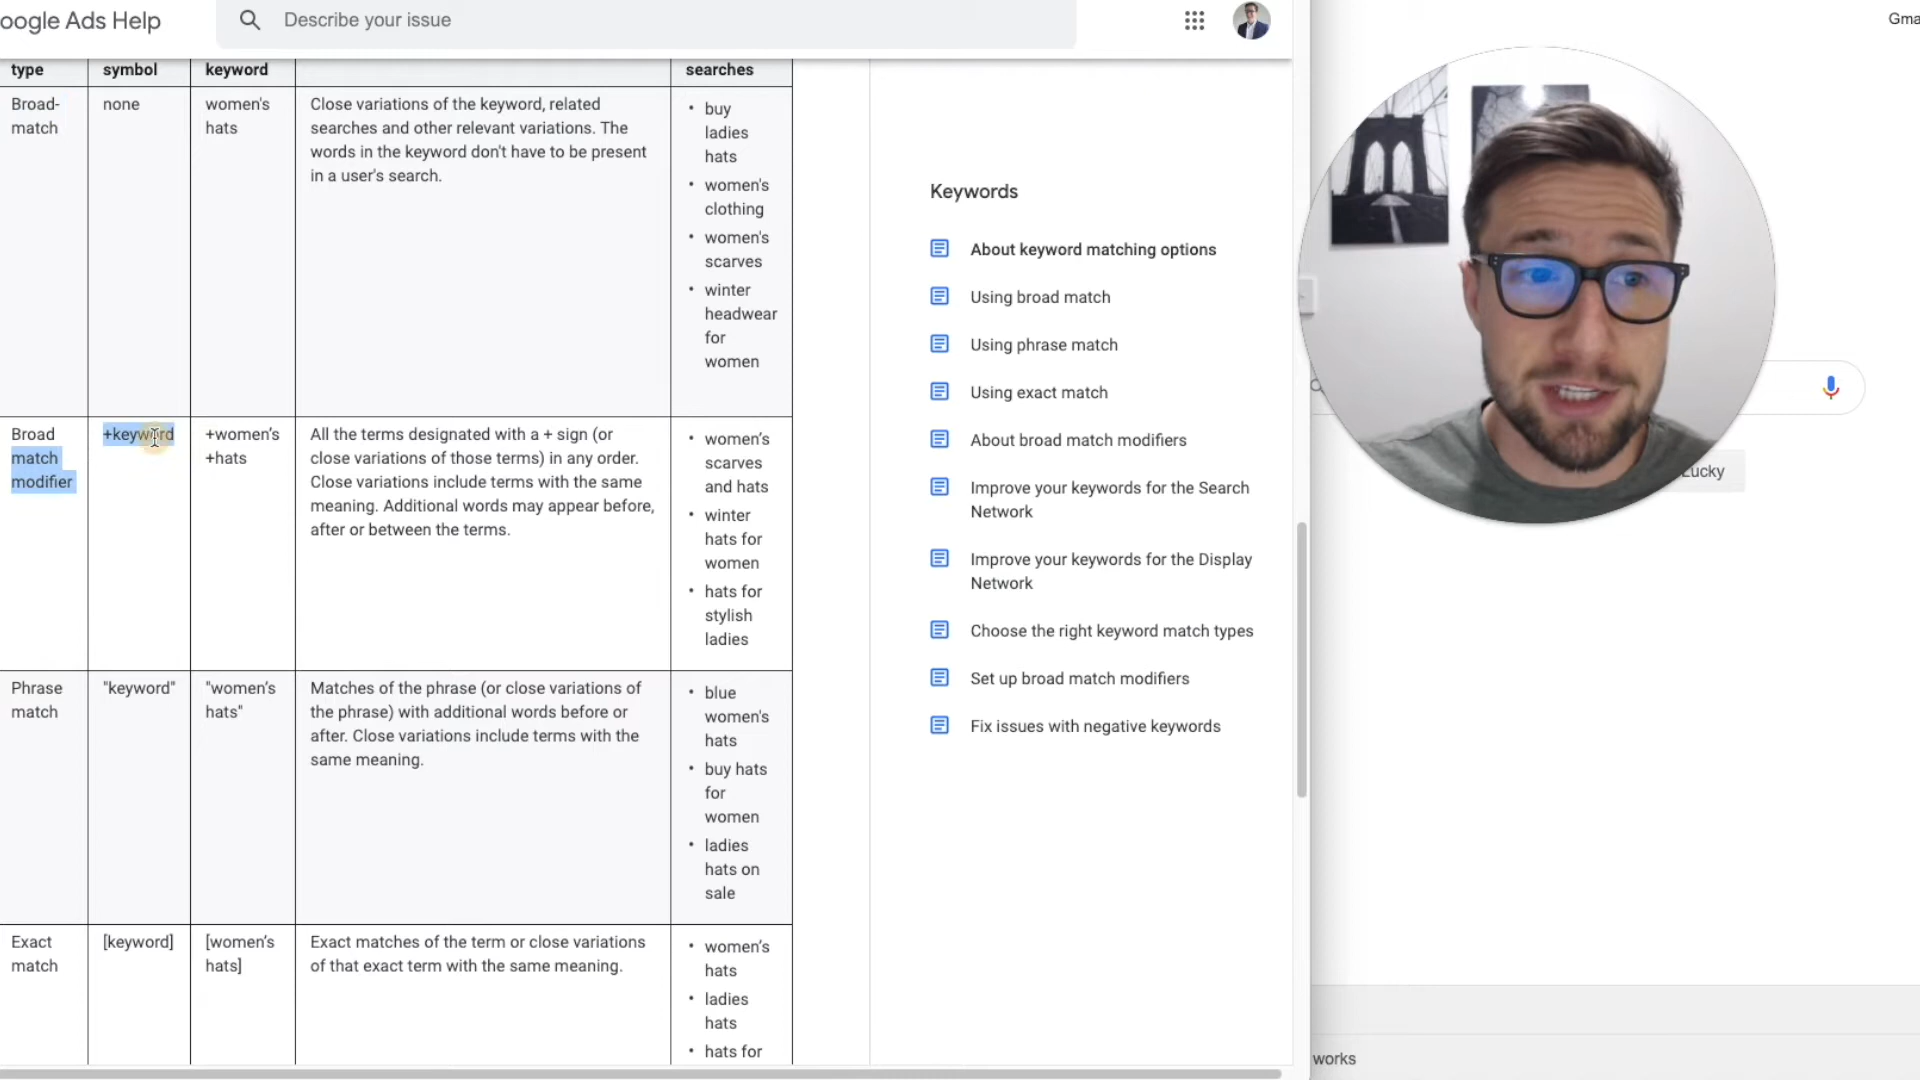 oogle Ads Help
Describe your issue
Gma
type symbol keyword searches
Broad-
match
none
women's
hats
Close variations of the keyword, related
searches and other relevant variations. The
words in the keyword don't have to be present
in a user's search.
• buy
ladies
hats
• women's
clothing
• women's
scarves
• winter
headwear
for
women
Broad
match
modifier
+keyword
+women’s
+hats
All the terms designated with a + sign (or
close variations of those terms) in any order.
Close variations include terms with the same
meaning. Additional words may appear before,
after or between the terms.
• women’s
scarves
and hats
• winter
hats for
women
• hats for
stylish
ladies
Phrase
match
"keyword"
"women’s
hats"
Matches of the phrase (or close variations of
the phrase) with additional words before or
after. Close variations include terms with the
same meaning.
• blue
women's
hats
• buy hats
for
women
• ladies
hats on
sale
Exact
match
[keyword]
[women’s
hats]
Exact matches of the term or close variations
of that exact term with the same meaning.
• women’s
hats
• ladies
hats
• hats for
Keywords
About keyword matching options
Using broad match
Using phrase match
Using exact match
About broad match modifiers
Improve your keywords for the Search
Network
Improve your keywords for the Display
Network
Choose the right keyword match types
Set up broad match modifiers
Fix issues with negative keywords
Lucky
works